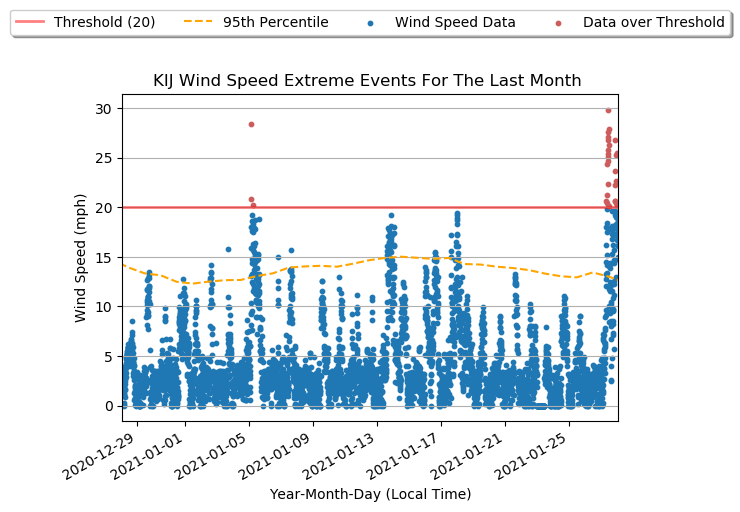 Threshold (20) 95th Percentile Wind Speed Data Data over Threshold
KIJ Wind Speed Extreme Events For The Last Month
30
25
20
15
10
5
0
Wind Speed (mph)
2020-12-29 2021-01-01 2021-01-05 2021-01-09 2021-01-13 2021-01-17 2021-01-21 2021-01-25
Year-Month-Day (Local Time)